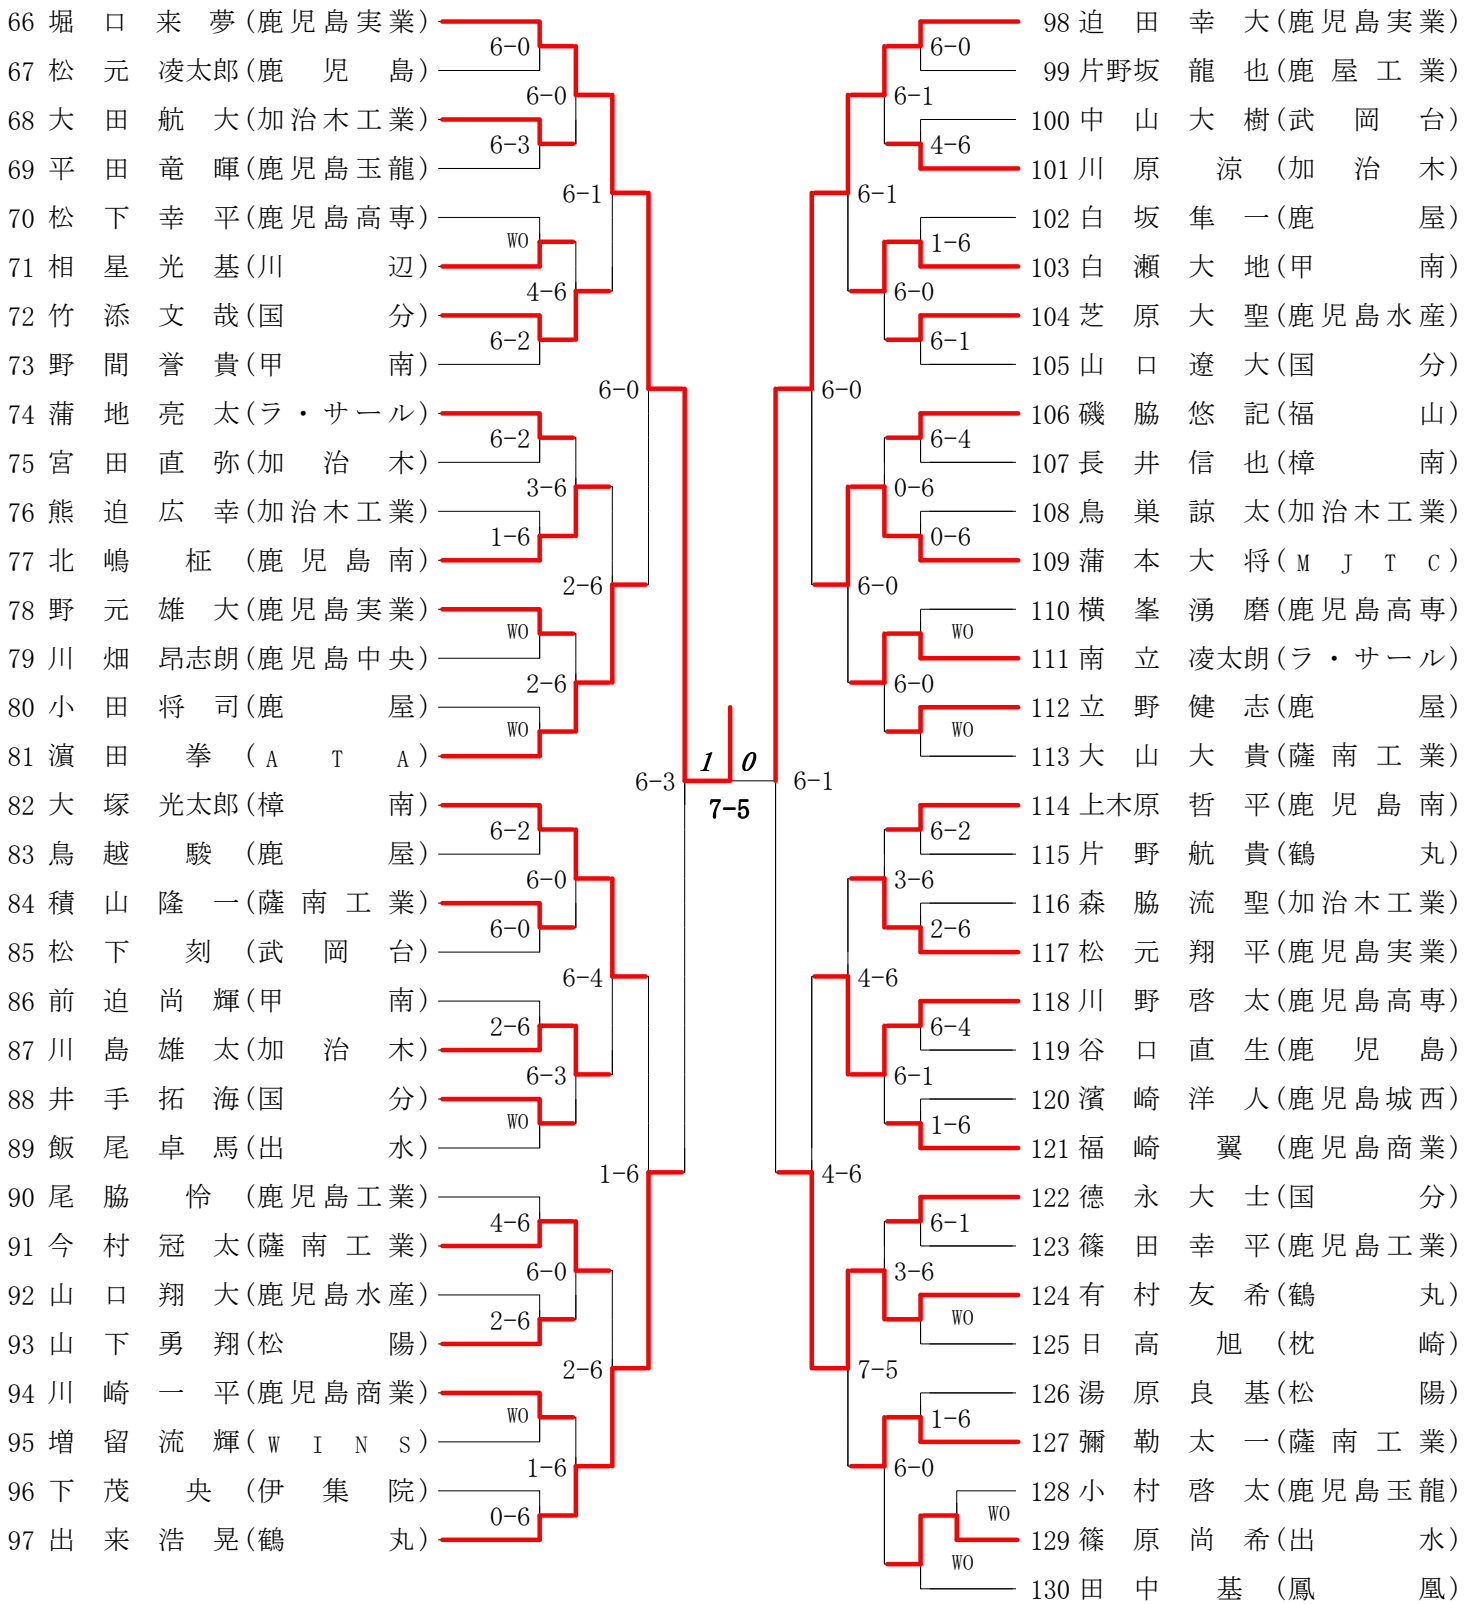 66 堀口来夢(鹿児島実業)
67 松元凌太郎(鹿児島)
68 大田航大(加治木工業)
69 平田竜暉(鹿児島玉龍)
70 松下幸平(鹿児島高専)
71 相星光基(川辺)
72 竹添文哉(国分)
73 野間誉貴(甲南)
74 蒲地亮太(ラ・サール)
75 宮田直弥(加治木)
76 熊迫広幸(加治木工業)
77 北嶋柾(鹿児島南)
78 野元雄大(鹿児島実業)
79 川畑昂志朗(鹿児島中央)
80 小田将司(鹿屋)
81 濵田拳(ATA)
82 大塚光太郎(樟南)
83 鳥越駿(鹿屋)
84 積山隆一(薩南工業)
85 松下刻(武岡台)
86 前迫尚輝(甲南)
87 川島雄太(加治木)
88 井手拓海(国分)
89 飯尾卓馬(出水)
90 尾脇怜(鹿児島工業)
91 今村冠太(薩南工業)
92 山口翔大(鹿児島水産)
93 山下勇翔(松陽)
94 川崎一平(鹿児島商業)
95 増留流輝(WINS)
96 下茂央(伊集院)
97 出来浩晃(鶴丸)
6-0
6-3
WO
6-2
6-2
1-6
WO
WO
6-2
6-0
2-6
WO
4-6
2-6
WO
0-6
6-0
4-6
3-6
2-6
6-0
6-3
6-0
1-6
6-1
2-6
6-4
2-6
6-0
1-6
6-3
1 0
7-5
6-1
6-0
4-6
6-1
6-0
4-6
7-5
6-1
6-0
0-6
6-0
3-6
6-1
3-6
6-0
6-0
4-6
1-6
6-1
6-4
0-6
WO
WO
6-2
2-6
6-4
1-6
6-1
WO
1-6
WO
WO
98 迫田幸大(鹿児島実業)
99 片野坂龍也(鹿屋工業)
100 中山大樹(武岡台)
101 川原涼(加治木)
102 白坂隼一(鹿屋)
103 白瀬大地(甲南)
104 芝原大聖(鹿児島水産)
105 山口遼大(国分)
106 磯脇悠記(福山)
107 長井信也(樟南)
108 鳥巣諒太(加治木工業)
109 蒲本大将(MJTC)
110 横峯湧磨(鹿児島高専)
111 南立凌太朗(ラ・サール)
112 立野健志(鹿屋)
113 大山大貴(薩南工業)
114 上木原哲平(鹿児島南)
115 片野航貴(鶴丸)
116 森脇流聖(加治木工業)
117 松元翔平(鹿児島実業)
118 川野啓太(鹿児島高専)
119 谷口直生(鹿児島)
120 濱崎洋人(鹿児島城西)
121 福崎翼(鹿児島商業)
122 德永大士(国分)
123 篠田幸平(鹿児島工業)
124 有村友希(鶴丸)
125 日高旭(枕崎)
126 湯原良基(松陽)
127 彌勒太一(薩南工業)
128 小村啓太(鹿児島玉龍)
129 篠原尚希(出水)
130 田中基(鳳凰)